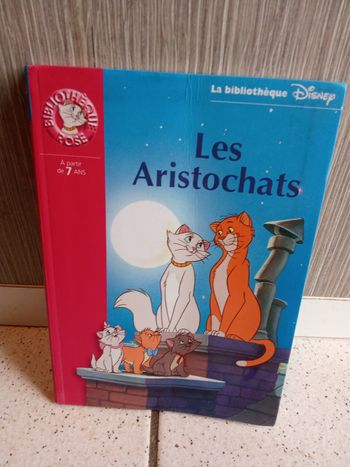 La bibliothèque Disney
BIBLIOTHÈQUE
ROSE
A partir
de 7 ANS
Les
Aristochats